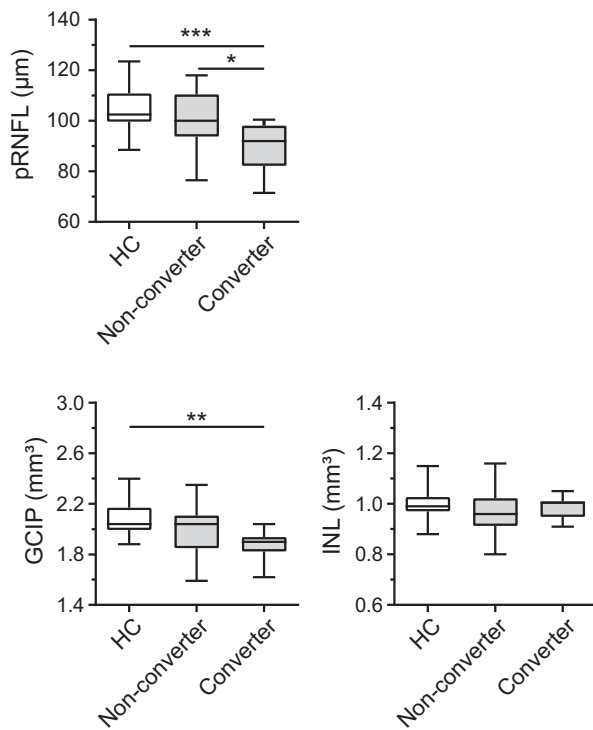 pRNFL (µm)
140
120
100
80
60
***
*
HC
Non-converter
Converter
GCIP (mm³)
3.0
2.6
2.2
1.8
1.4
**
HC
Non-converter
Converter
INL (mm³)
1.4
1.2
1.0
0.8
0.6
HC
Non-converter
Converter